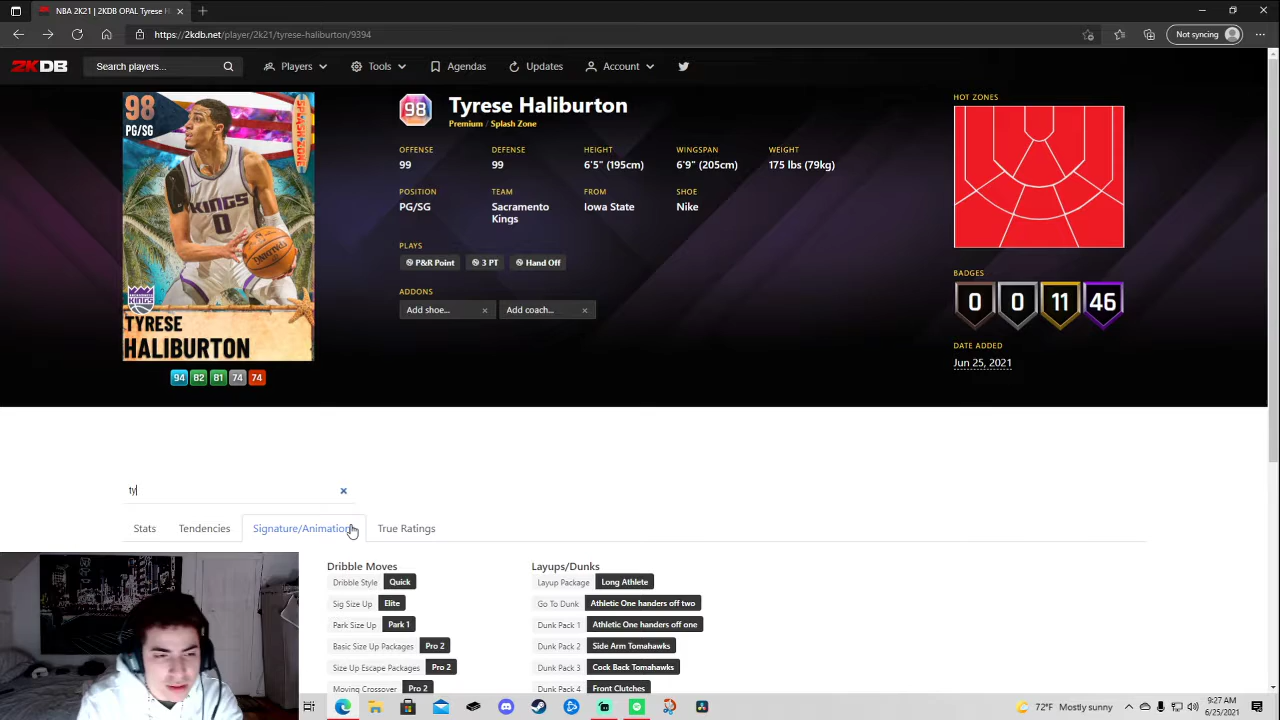 NBA 2K21 | 2KDB OPAL Tyrese H
https://2kdb.net/player/2k21/tyrese-haliburton/9394
Not syncing
2KDB
Search players...
Players
Tools
Agendas
Updates
Account
98
PG/SG
SPLASH ZONE
KINGS
0
TYRESE
HALIBURTON
94 82 81 74 74
98
Tyrese Haliburton
Premium / Splash Zone
OFFENSE
99
DEFENSE
99
HEIGHT
6'5" (195cm)
WINGSPAN
6'9" (205cm)
WEIGHT
175 lbs (79kg)
POSITION
PG/SG
TEAM
Sacramento
Kings
FROM
Iowa State
SHOE
Nike
PLAYS
P&R Point
3 PT
Hand Off
ADDONS
Add shoe...
Add coach...
HOT ZONES
BADGES
0
0
11
46
DATE ADDED
Jun 25, 2021
ty
Stats
Tendencies
Signature/Animation
True Ratings
Dribble Moves
Dribble Style Quick
Sig Size Up Elite
Park Size Up Park 1
Basic Size Up Packages Pro 2
Size Up Escape Packages Pro 2
Moving Crossover Pro 2
Layups/Dunks
Layup Package Long Athlete
Go To Dunk Athletic One handers off two
Dunk Pack 1 Athletic One handers off one
Dunk Pack 2 Side Arm Tomahawks
Dunk Pack 3 Cock Back Tomahawks
Dunk Pack 4 Front Clutches
72°F Mostly sunny
9:27 AM
6/25/2021